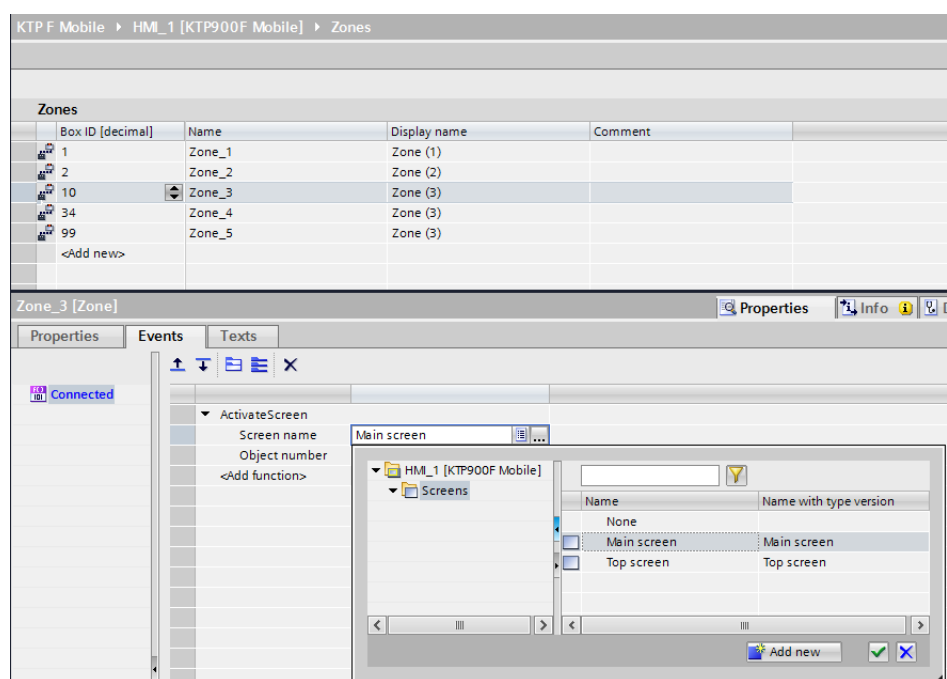 KTP F Mobile HMI_1 [KTP900F Mobile] Zones
Zones
Box ID [decimal] Name Display name Comment
1 Zone_1 Zone (1)
2 Zone_2 Zone (2)
10 Zone_3 Zone (3)
34 Zone_4 Zone (3)
99 Zone_5 Zone (3)
<Add new>
Zone_3 [Zone] Properties Info
Properties Events Texts
Connected
ActivateScreen
Screen name Main screen ...
Object number
<Add function>
HMI_1 [KTP900F Mobile]
Screens
Name Name with type version
None
Main screen Main screen
Top screen Top screen
Add new